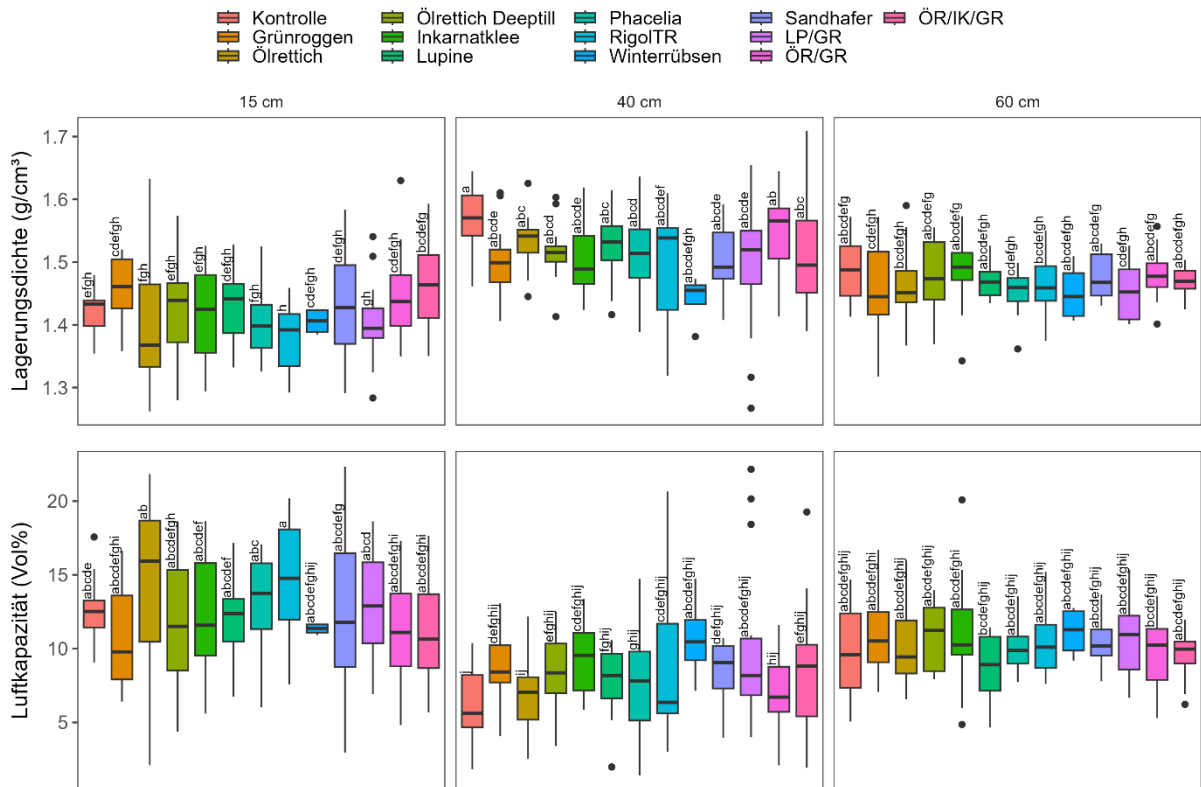 Kontrolle Ölrettich Deeptill Phacelia Sandhafer ÖR/IK/GR
Grünroggen Inkarnatklee RigolTR LP/GR
Ölrettich Lupine Winterrübsen ÖR/GR
15 cm 40 cm 60 cm
Lagerungsdichte (g/cm³)
1.7
1.6
1.5
1.4
1.3
efgh cdefgh fgh efgh efgh defgh fgh h cdefgh defgh gh cdefgh bcdefg
a abcde abc abcd abcde abc abcd abcdef abcdefgh abcde abcde ab abc
abcdefg abcdefgh bcdefgh abcdefg abcdefg abcdefgh cdefgh bcdefgh abcdefgh abcdefg cdefgh abcdefg abcdefg
Luftkapazität (Vol%)
20
15
10
5
abcde abcdefghi ab abcdefgh abcdef abcdef abc a abcdefghij abcdefg abcd abcdefghi abcdefghi
j cdefghij ij efghij cdefghij fghij ghij cdefghij abcdefghij defghij abcdefghij hij efghij
abcdefghij abcdefghij abcdefghij abcdefghij abcdefghij bcdefghij abcdefghij abcdefghij abcdefghij abcdefghij abcdefghij abcdefghij abcdefghij